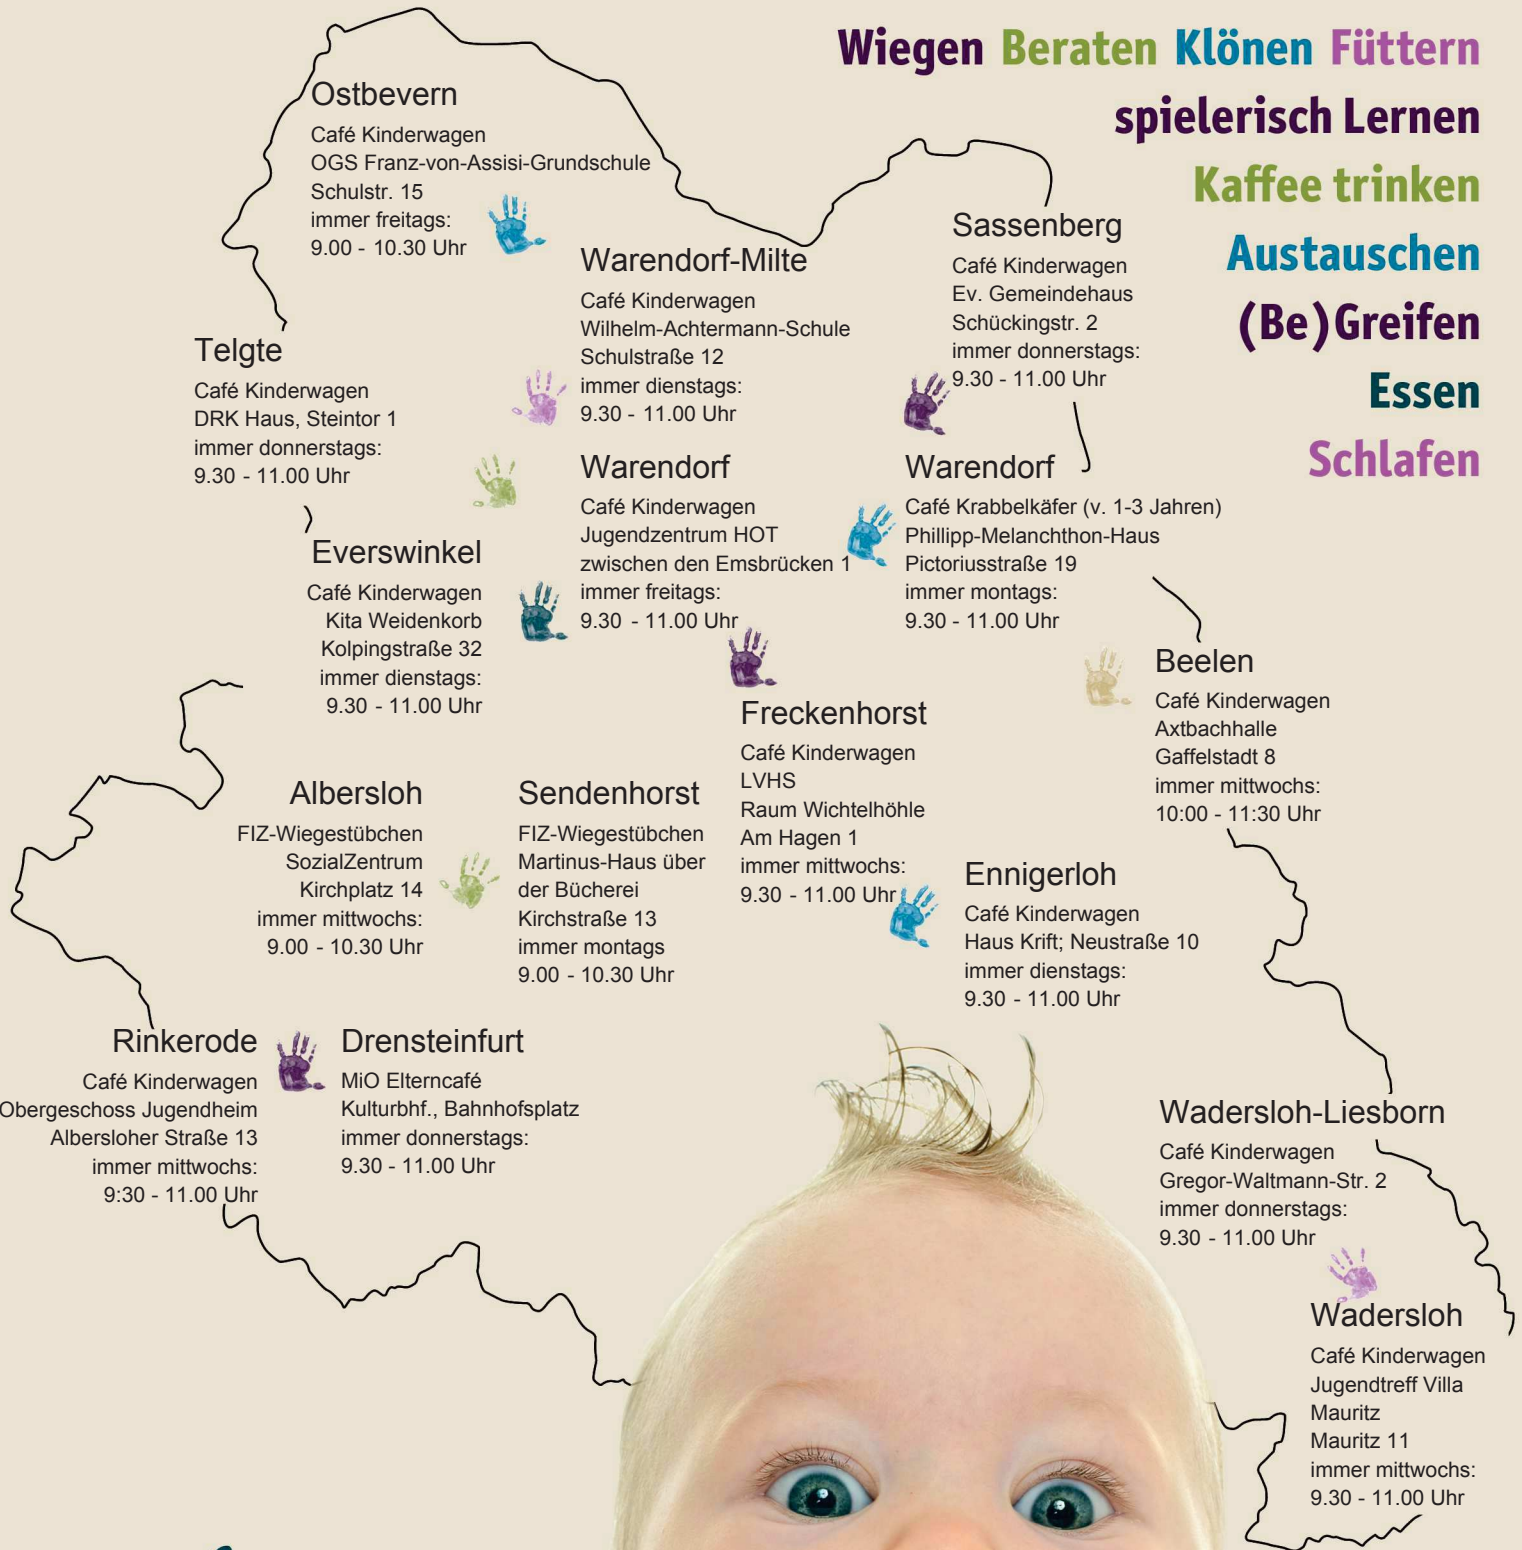 Wiegen Beraten Klönen Füttern
spielerisch Lernen
Kaffee trinken
Austauschen
(Be)Greifen
Essen
Schlafen
Ostbevern
Café Kinderwagen
OGS Franz-von-Assisi-Grundschule
Schulstr. 15
immer freitags:
9.00 - 10.30 Uhr
Warendorf-Milte
Café Kinderwagen
Wilhelm-Achtermann-Schule
Schulstraße 12
immer dienstags:
9.30 - 11.00 Uhr
Sassenberg
Café Kinderwagen
Ev. Gemeindehaus
Schückingstr. 2
immer donnerstags:
9.30 - 11.00 Uhr
Telgte
Café Kinderwagen
DRK Haus, Steintor 1
immer donnerstags:
9.30 - 11.00 Uhr
Warendorf
Café Kinderwagen
Jugendzentrum HOT
zwischen den Emsbrücken 1
immer freitags:
9.30 - 11.00 Uhr
Warendorf
Café Krabbelkäfer (v. 1-3 Jahren)
Phillipp-Melanchthon-Haus
Pictoriusstraße 19
immer montags:
9.30 - 11.00 Uhr
Everswinkel
Café Kinderwagen
Kita Weidenkorb
Kolpingstraße 32
immer dienstags:
9.30 - 11.00 Uhr
Beelen
Café Kinderwagen
Axtbachhalle
Gaffelstadt 8
immer mittwochs:
10:00 - 11:30 Uhr
Freckenhorst
Café Kinderwagen
LVHS
Raum Wichtelhöhle
Am Hagen 1
immer mittwochs:
9.30 - 11.00 Uhr
Albersloh
FIZ-Wiegestübchen
SozialZentrum
Kirchplatz 14
immer mittwochs:
9.00 - 10.30 Uhr
Sendenhorst
FIZ-Wiegestübchen
Martinus-Haus über
der Bücherei
Kirchstraße 13
immer montags
9.00 - 10.30 Uhr
Ennigerloh
Café Kinderwagen
Haus Krift; Neustraße 10
immer dienstags:
9.30 - 11.00 Uhr
Rinkerode
Café Kinderwagen
Obergeschoss Jugendheim
Albersloher Straße 13
immer mittwochs:
9:30 - 11.00 Uhr
Drensteinfurt
MiO Elterncafé
Kulturbhf., Bahnhofsplatz
immer donnerstags:
9.30 - 11.00 Uhr
Wadersloh-Liesborn
Café Kinderwagen
Gregor-Waltmann-Str. 2
immer donnerstags:
9.30 - 11.00 Uhr
Wadersloh
Café Kinderwagen
Jugendtreff Villa
Mauritz
Mauritz 11
immer mittwochs:
9.30 - 11.00 Uhr